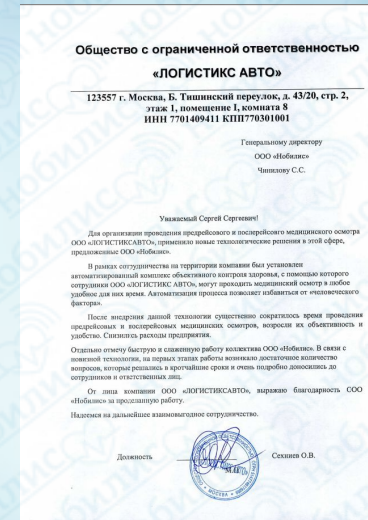 Общество с ограниченной ответственностью
«ЛОГИСТИКС АВТО»
123557 г. Москва, Б. Тишинский переулок, д. 43/20, стр. 2,
этаж 1, помещение I, комната 8
ИНН 7701409411 КПП770301001
Генеральному директору
ООО «Нобилис»
Чипилову С.С.
Уважаемый Сергей Сергеевич!
Для организации проведения предрейсового и послерейсового медицинского осмотра
ООО «ЛОГИСТИКСАВТО», применило новые технологические решения в этой сфере,
предложенные ООО «Нобилис».
В рамках сотрудничества на территории компании был установлен
автоматизированный комплекс объективного контроля здоровья, с помощью которого
сотрудники ООО «ЛОГИСТИКС АВТО», могут проходить медицинский осмотр в любое
удобное для них время. Автоматизация процесса позволяет избавиться от «человеческого
фактора».
После внедрения данной технологии существенно сократилось время проведения
предрейсовых и послерейсовых медицинских осмотров, возросли их объективность и
удобство. Снизились расходы предприятия.
Отдельно отмечу быструю и слаженную работу коллектива ООО «Нобилис». В связи с
новизной технологии, на первых этапах работы возникало достаточное количество
вопросов, которые решались в кротчайшие сроки и очень подробно доносились до
сотрудников и ответственных лиц.
От лица компании ООО «ЛОГИСТИКСАВТО», выражаю благодарность ООО
«Нобилис» за проделанную работу.
Надеемся на дальнейшее взаимовыгодное сотрудничество.
Должность
Сехниев О.В.
М.П.
МОСКВА